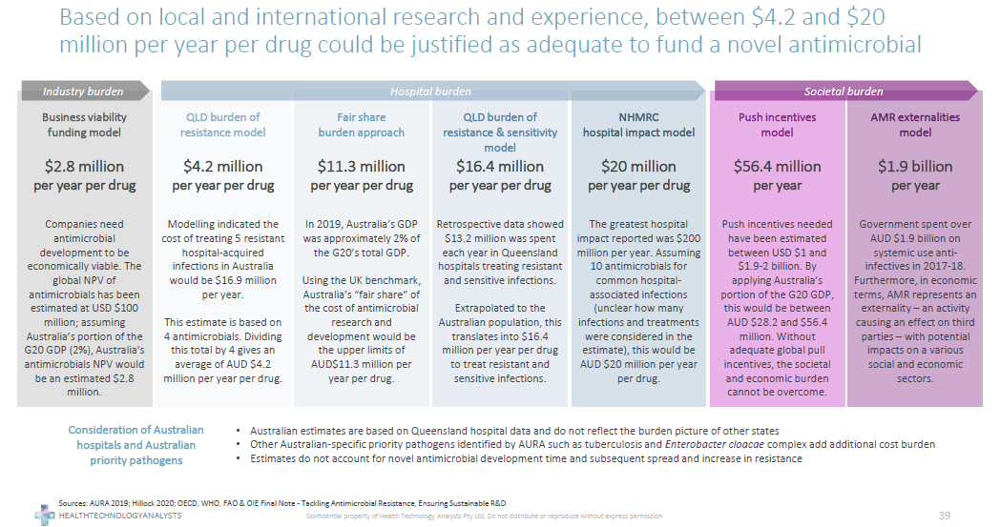 Based on local and international research and experience, between $4.2 and $20
million per year per drug could be justified as adequate to fund a novel antimicrobial
Industry burden
Hospital burden
Societal burden
Business viability
funding model
$2.8 million
per year per drug
Companies need
antimicrobial
development to be
economically viable. The
global NPV of
antimicrobials has been
estimated at USD $100
million; assuming
Australia's portion of the
G20 GDP (2%), Australia's
antimicrobials NPV would
be an estimated $2.8
million.
QLD burden of
resistance model
$4.2 million
per year per drug
Modelling indicated the
cost of treating 5 resistant
hospital-acquired
infections in Australia
would be $16.9 million
per year.
This estimate is based on
4 antimicrobials. Dividing
this total by 4 gives an
average of AUD $4.2
million per year per drug.
Fair share
burden approach
$11.3 million
per year per drug
In 2019, Australia's GDP
was approximately 2% of
the G20's total GDP.
Using the UK benchmark,
Australia's "fair share" of
the cost of antimicrobial
research and
development would be
the upper limits of
AUD$11.3 million per
year per drug.
QLD burden of
resistance & sensitivity
model
$16.4 million
per year per drug
Retrospective data showed
$13.2 million was spent
each year in Queensland
hospitals treating resistant
and sensitive infections.
Extrapolated to the
Australian population, this
translates into $16.4
million per year per drug
to treat resistant and
sensitive infections.
NHMRC
hospital impact model
$20 million
per year per drug
The greatest hospital
impact reported was $200
million per year. Assuming
10 antimicrobials for
common hospital-
associated infections
(unclear how many
infections and treatments
were considered in the
estimate), this would be
AUD $20 million per year
per drug.
Push incentives
model
$56.4 million
per year
Push incentives needed
have been estimated
between USD $1 and
$1.9-2 billion. By
applying Australia's
portion of the G20 GDP,
this would be between
AUD $28.2 and $56.4
million. Without
adequate global pull
incentives, the societal
and economic burden
cannot be overcome.
AMR externalities
model
$1.9 billion
per year
Government spent over
AUD $1.9 billion on
systemic use anti-
infectives in 2017-18.
Furthermore, in economic
terms, AMR represents an
externality – an activity
causing an effect on third
parties – with potential
impacts on a various
social and economic
sectors.
Consideration of Australian
hospitals and Australian
priority pathogens
• Australian estimates are based on Queensland hospital data and do not reflect the burden picture of other states
• Other Australian-specific priority pathogens identified by AURA such as tuberculosis and Enterobacter cloacae complex add additional cost burden
• Estimates do not account for novel antimicrobial development time and subsequent spread and increase in resistance
Sources: AURA 2019; Hillock 2020; OECD, WHO, FAO & OIE Final Note - Tackling Antimicrobial Resistance, Ensuring Sustainable R&D
HEALTHTECHNOLOGYANALYSTS
Confidential property of Health Technology Analysts Pty Ltd. Do not distribute or reproduce without express permission
39